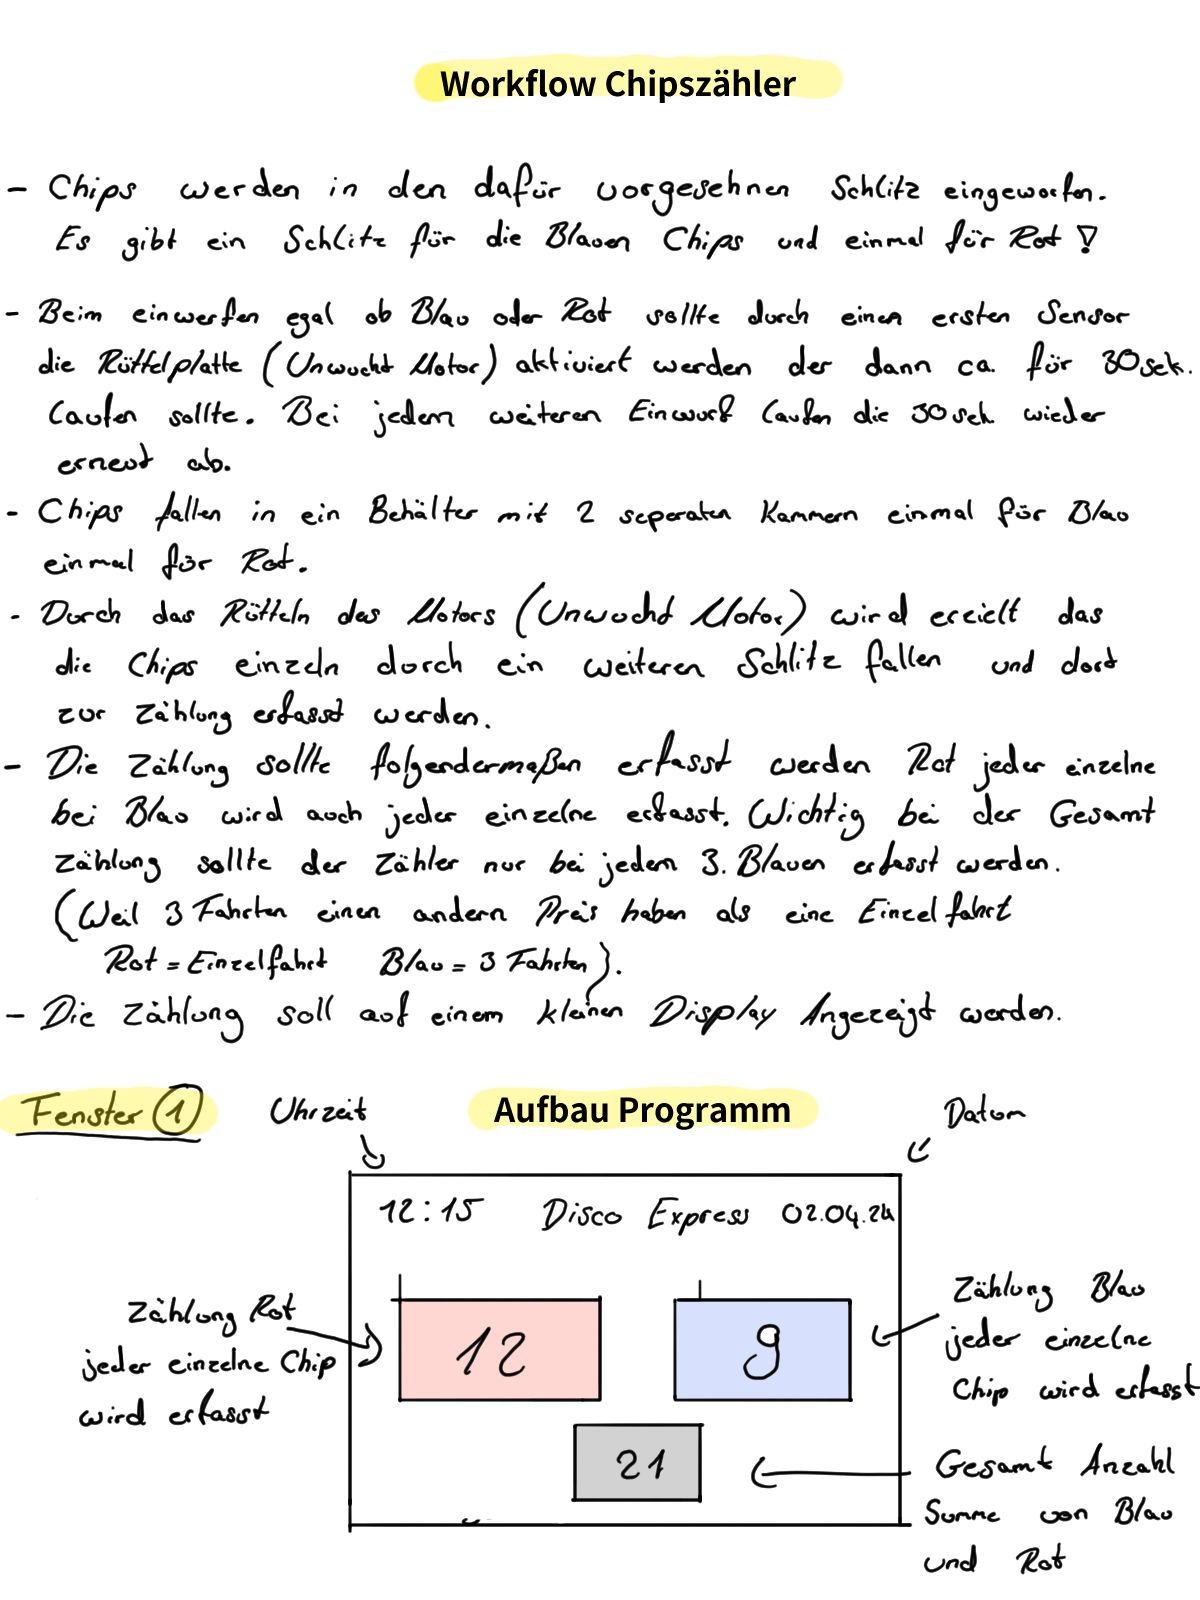 Workflow Chipszähler
- Chips werden in den dafür vorgesehnen Schlitz eingeworfen.
Es gibt ein Schlitz für die Blauen Chips und einmal für Rot!
- Beim einwerfen egal ob Blau oder Rot sollte durch einen ersten Sensor
die Rüttelplatte (Unwucht Motor) aktiviert werden der dann ca. für 30sek.
laufen sollte. Bei jedem weiteren Einwurf laufen die 30sek. wieder
erneut ab.
- Chips fallen in ein Behälter mit 2 seperaten Kammern einmal für Blau
einmal für Rot.
- Durch das Rütteln des Motors (Unwucht Motor) wird erzielt das
die Chips einzeln durch ein weiteren Schlitz fallen und dort
zur Zählung erfasst werden.
- Die Zählung sollte folgendermaßen erfasst werden Rot jeder einzelne
bei Blau wird auch jeder einzelne erfasst. Wichtig bei der Gesamt
Zählung sollte der Zähler nur bei jedem 3. Blauen erfasst werden.
(Weil 3 Fahrten einen andern Preis haben als eine Einzelfahrt
Rot = Einzelfahrt Blau = 3 Fahrten).
- Die Zählung soll auf einem kleinen Display Angezeigt werden.
Fenster 1 Uhrzeit Aufbau Programm Datum
12:15 Disco Express 02.04.24
Zählung Rot
jeder einzelne Chip
wird erfasst
12
9
Zählung Blau
jeder einzelne
Chip wird erfasst
21
Gesamt Anzahl
Summe von Blau
und Rot